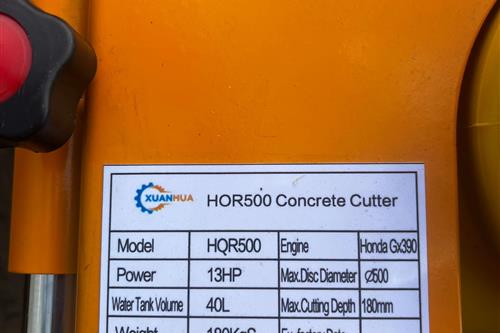 XUANHUA HOR500 Concrete Cutter
Model HQR500 Engine Honda Gx390
Power 13HP Max.Disc Diameter Ø500
Water Tank Volume 40L Max.Cutting Depth 180mm
Weight